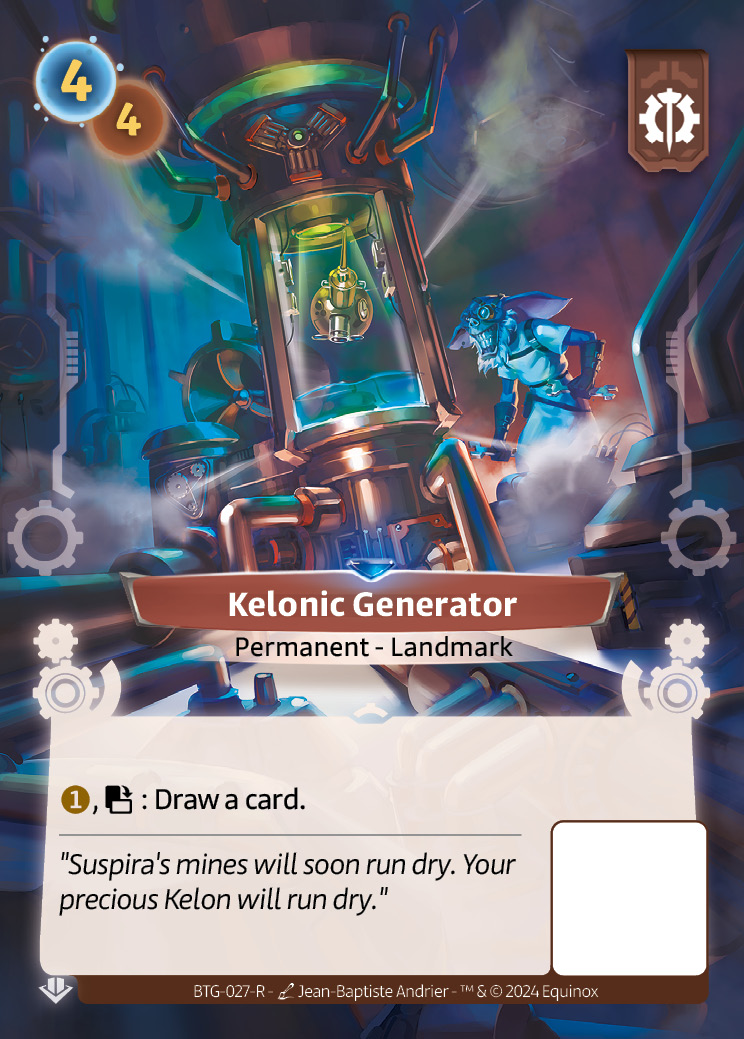 4
4
Kelonic Generator
Permanent - Landmark
1, : Draw a card.
"Suspira's mines will soon run dry. Your
precious Kelon will run dry."
BTG-027-R - Jean-Baptiste Andrier - ™ & © 2024 Equinox